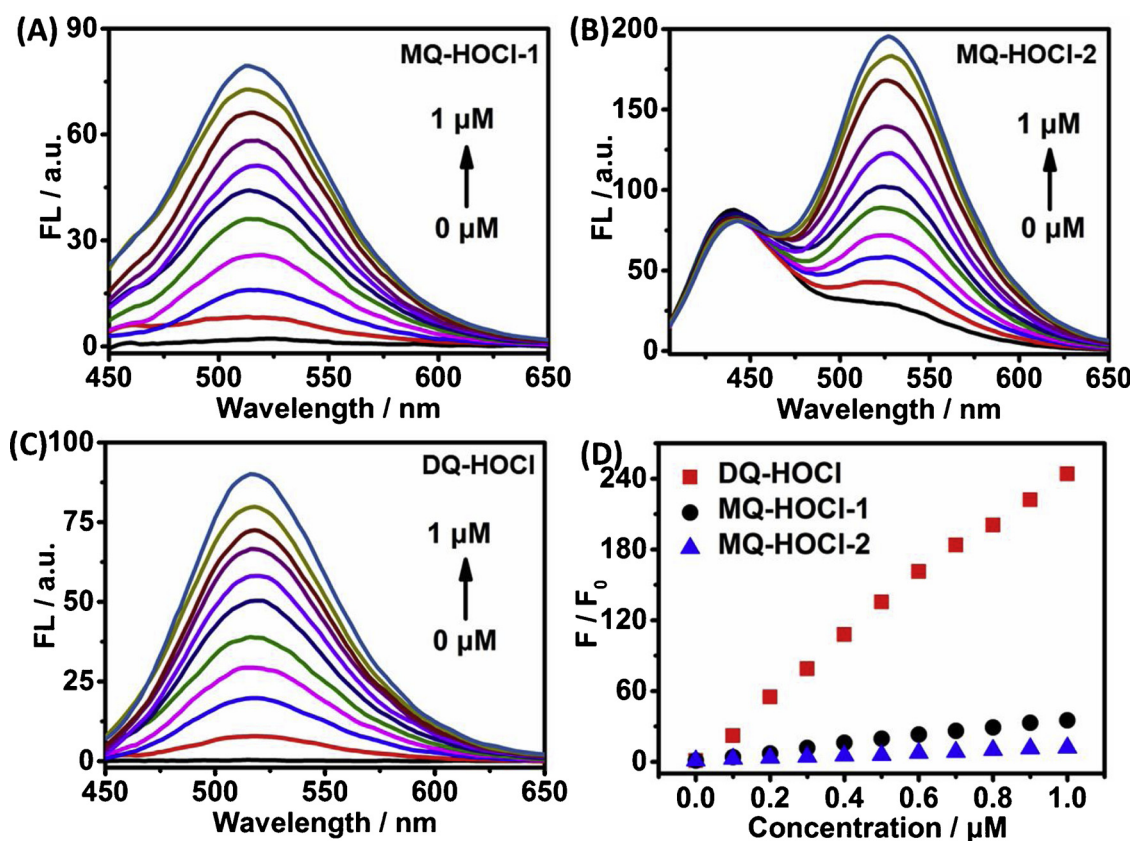 (A)
MQ-HOCl-1
1 µM
0 µM
FL / a.u.
90
60
30
0
450 500 550 600 650
Wavelength / nm
(B)
MQ-HOCl-2
1 µM
0 µM
FL / a.u.
200
150
100
50
0
450 500 550 600 650
Wavelength / nm
(C)
DQ-HOCl
1 µM
0 µM
FL / a.u.
100
75
50
25
0
450 500 550 600 650
Wavelength / nm
(D)
DQ-HOCl
MQ-HOCl-1
MQ-HOCl-2
F / F0
240
180
120
60
0
0.0 0.2 0.4 0.6 0.8 1.0
Concentration / µM